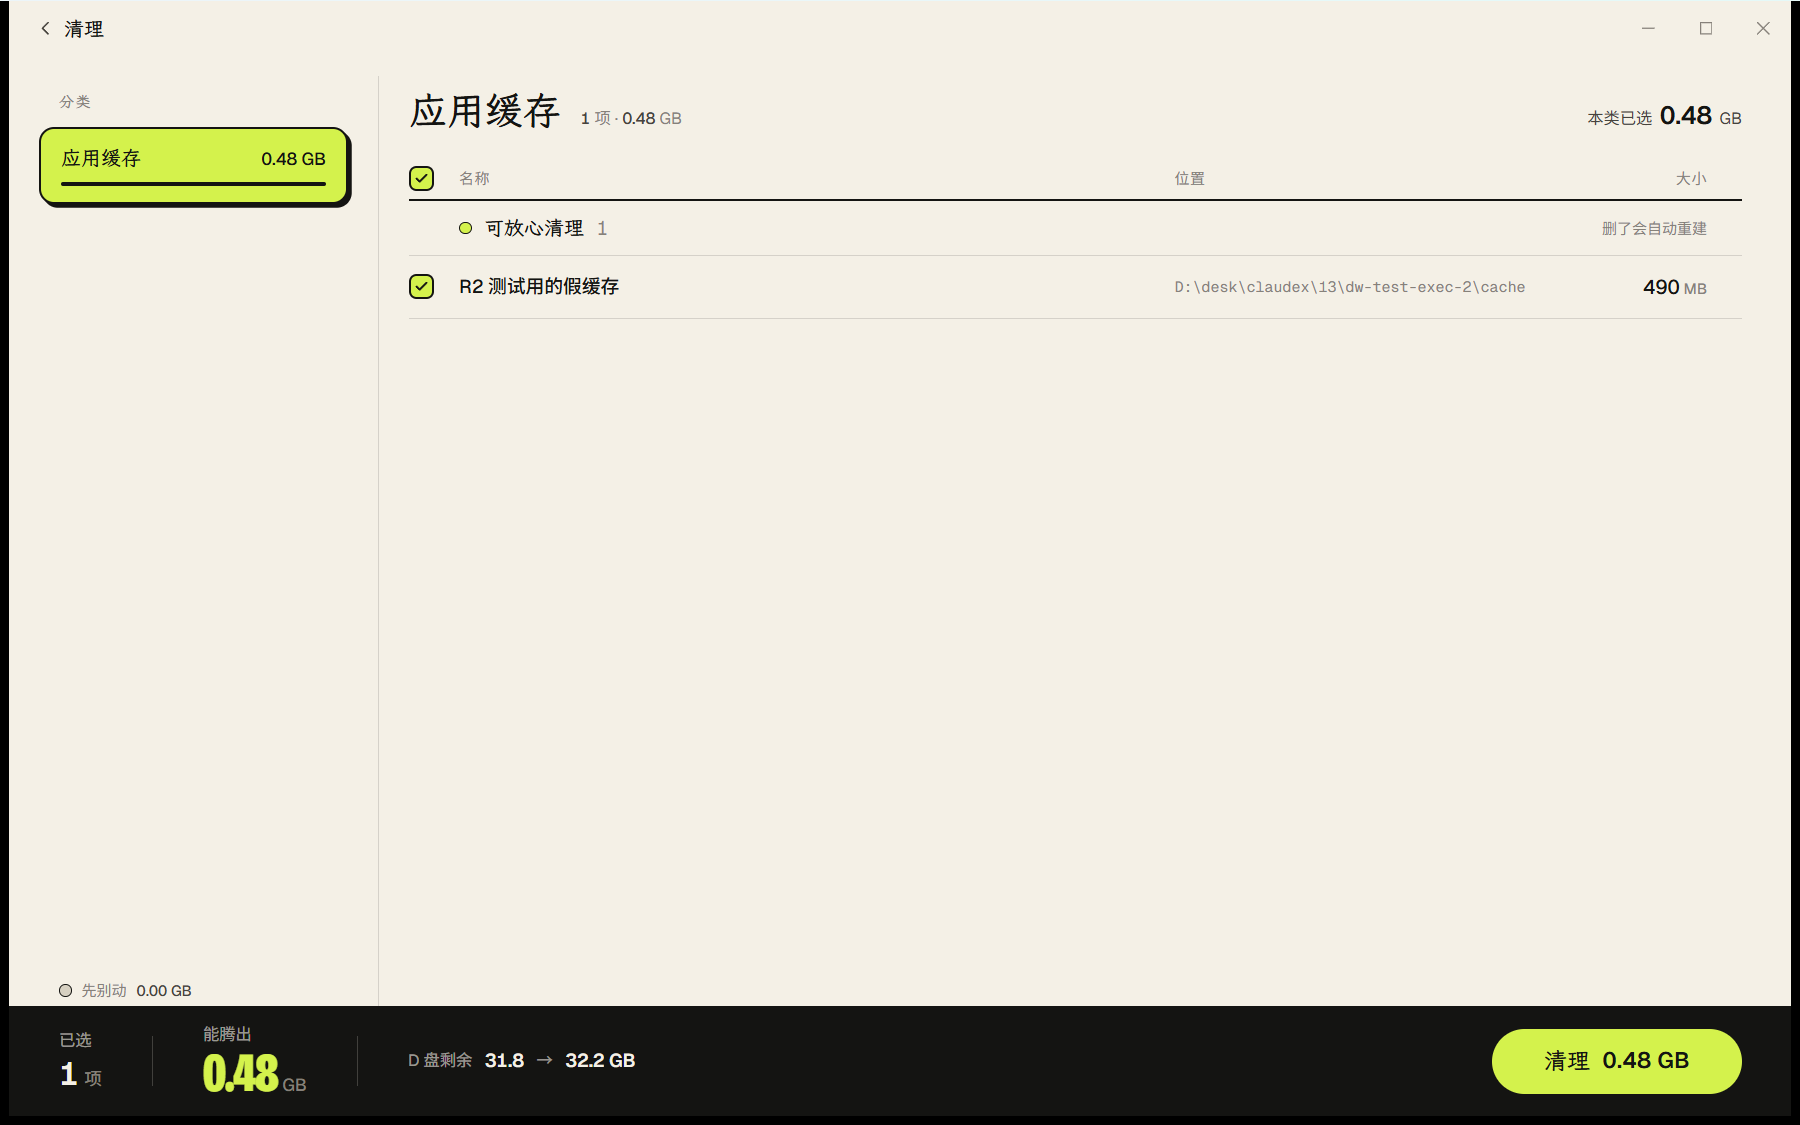 清理
分类
应用缓存 0.48 GB
应用缓存 1 项 · 0.48 GB
本类已选 0.48 GB
名称 位置 大小
可放心清理 1 删了会自动重建
R2 测试用的假缓存 D:\desk\claudex\13\dw-test-exec-2\cache 490 MB
先别动 0.00 GB
已选
1 项
能腾出
0.48 GB
D 盘剩余 31.8 → 32.2 GB
清理 0.48 GB